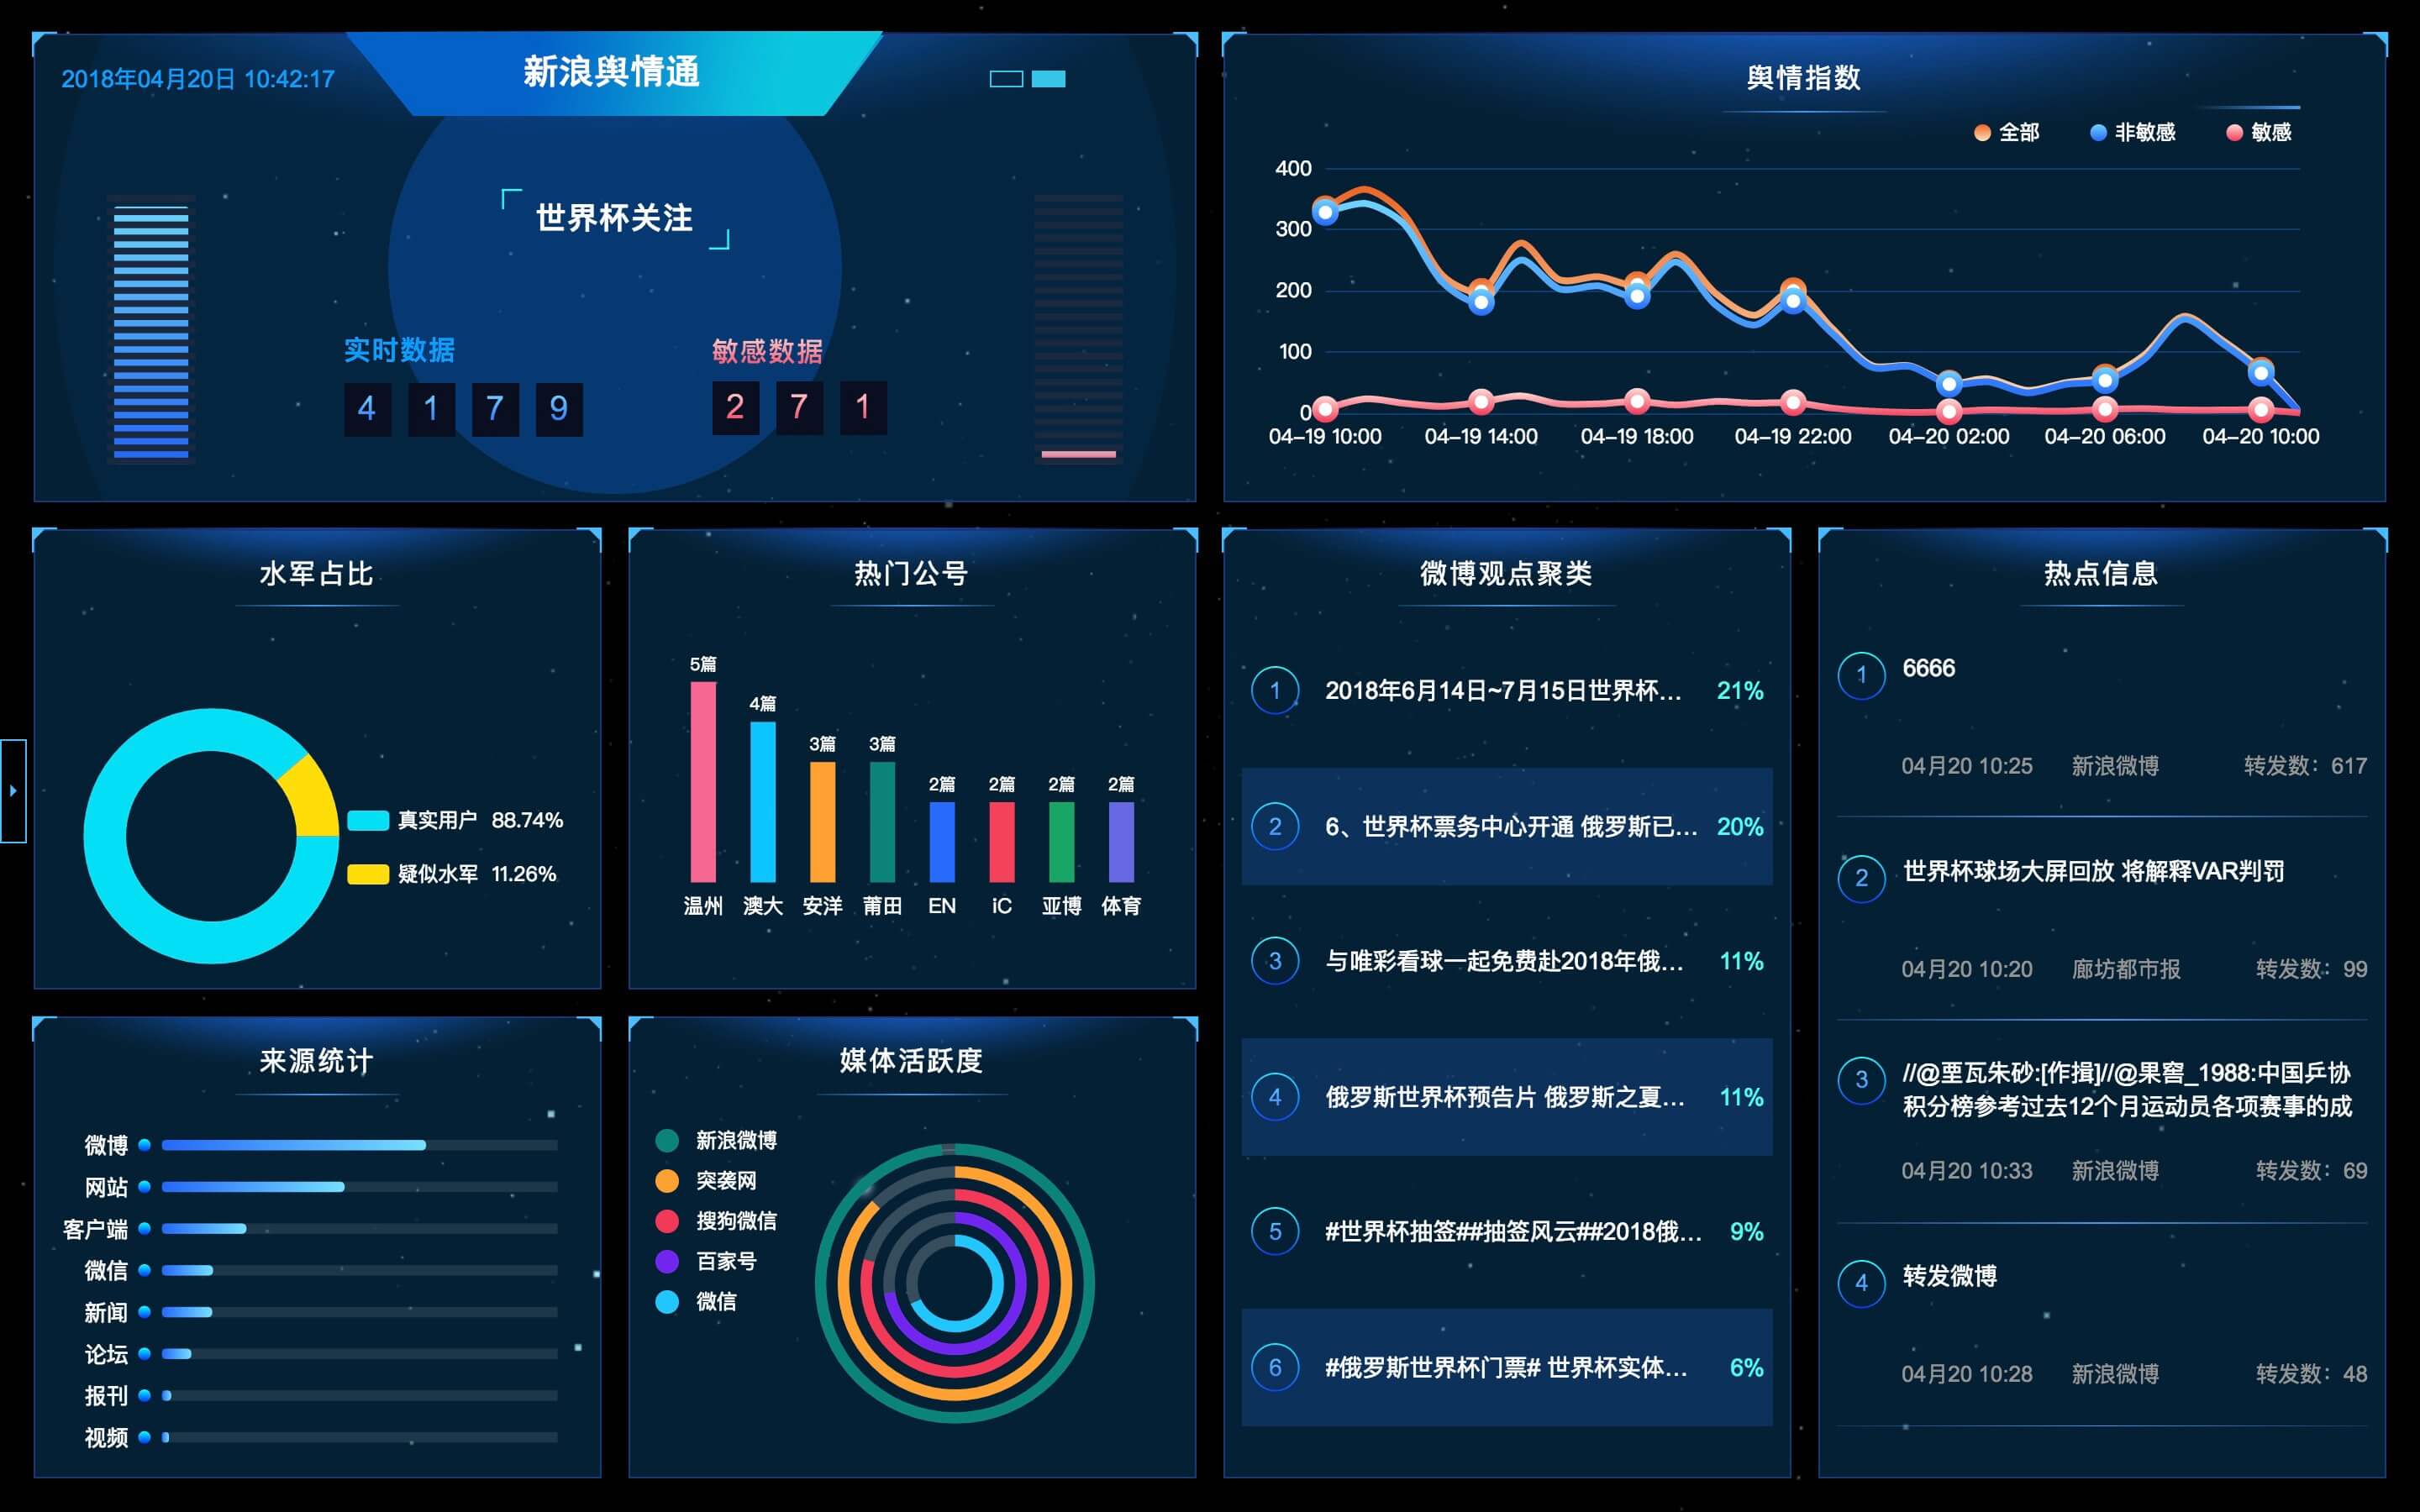 2018年04月20日 10:42:17
新浪舆情通
世界杯关注
实时数据
4 1 7 9
敏感数据
2 7 1
舆情指数
全部 非敏感 敏感
400
300
200
100
0
04-19 10:00 04-19 14:00 04-19 18:00 04-19 22:00 04-20 02:00 04-20 06:00 04-20 10:00
水军占比
真实用户 88.74%
疑似水军 11.26%
热门公号
5篇
4篇
3篇 3篇
2篇 2篇 2篇 2篇
温州 澳大 安洋 莆田 EN iC 亚博 体育
微博观点聚类
1 2018年6月14日~7月15日世界杯... 21%
2 6、世界杯票务中心开通 俄罗斯已... 20%
3 与唯彩看球一起免费赴2018年俄... 11%
4 俄罗斯世界杯预告片 俄罗斯之夏... 11%
5 #世界杯抽签##抽签风云##2018俄... 9%
6 #俄罗斯世界杯门票# 世界杯实体... 6%
热点信息
1 6666
04月20 10:25 新浪微博 转发数：617
2 世界杯球场大屏回放 将解释VAR判罚
04月20 10:20 廊坊都市报 转发数：99
3 //@垩瓦朱砂:[作揖]//@果窖_1988:中国乒协
积分榜参考过去12个月运动员各项赛事的成
04月20 10:33 新浪微博 转发数：69
4 转发微博
04月20 10:28 新浪微博 转发数：48
来源统计
微博
网站
客户端
微信
新闻
论坛
报刊
视频
媒体活跃度
新浪微博
突袭网
搜狗微信
百家号
微信